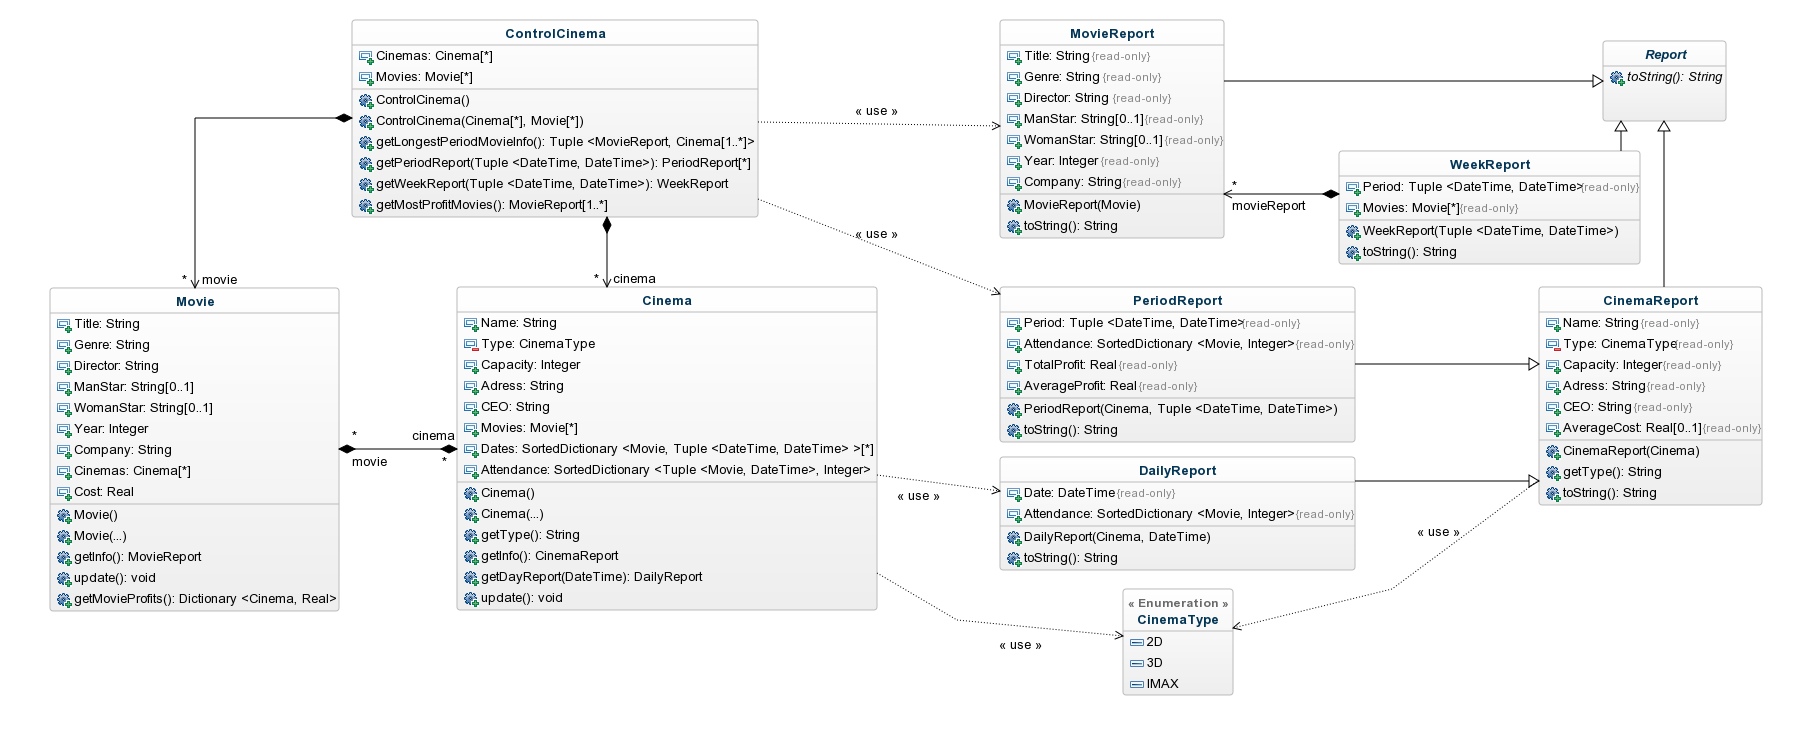 ControlCinema
Cinemas: Cinema[*]
Movies: Movie[*]
ControlCinema()
ControlCinema(Cinema[*], Movie[*])
getLongestPeriodMovieInfo(): Tuple <MovieReport, Cinema[1..*]>
getPeriodReport(Tuple <DateTime, DateTime>): PeriodReport[*]
getWeekReport(Tuple <DateTime, DateTime>): WeekReport
getMostProfitMovies(): MovieReport[1..*]
« use »
« use »
MovieReport
Title: String {read-only}
Genre: String {read-only}
Director: String {read-only}
ManStar: String[0..1] {read-only}
WomanStar: String[0..1] {read-only}
Year: Integer {read-only}
Company: String {read-only}
MovieReport(Movie)
toString(): String
Report
toString(): String
WeekReport
Period: Tuple <DateTime, DateTime> {read-only}
Movies: Movie[*] {read-only}
WeekReport(Tuple <DateTime, DateTime>)
toString(): String
*
movieReport
* movie
* cinema
Movie
Title: String
Genre: String
Director: String
ManStar: String[0..1]
WomanStar: String[0..1]
Year: Integer
Company: String
Cinemas: Cinema[*]
Cost: Real
Movie()
Movie(...)
getInfo(): MovieReport
update(): void
getMovieProfits(): Dictionary <Cinema, Real>
*
movie
cinema
*
Cinema
Name: String
Type: CinemaType
Capacity: Integer
Adress: String
CEO: String
Movies: Movie[*]
Dates: SortedDictionary <Movie, Tuple <DateTime, DateTime> >[*]
Attendance: SortedDictionary <Tuple <Movie, DateTime>, Integer>
Cinema()
Cinema(...)
getType(): String
getInfo(): CinemaReport
getDayReport(DateTime): DailyReport
update(): void
PeriodReport
Period: Tuple <DateTime, DateTime> {read-only}
Attendance: SortedDictionary <Movie, Integer> {read-only}
TotalProfit: Real {read-only}
AverageProfit: Real {read-only}
PeriodReport(Cinema, Tuple <DateTime, DateTime>)
toString(): String
CinemaReport
Name: String {read-only}
Type: CinemaType {read-only}
Capacity: Integer {read-only}
Adress: String {read-only}
CEO: String {read-only}
AverageCost: Real[0..1] {read-only}
CinemaReport(Cinema)
getType(): String
toString(): String
« use »
DailyReport
Date: DateTime {read-only}
Attendance: SortedDictionary <Movie, Integer> {read-only}
DailyReport(Cinema, DateTime)
toString(): String
« use »
« use »
« Enumeration »
CinemaType
2D
3D
IMAX